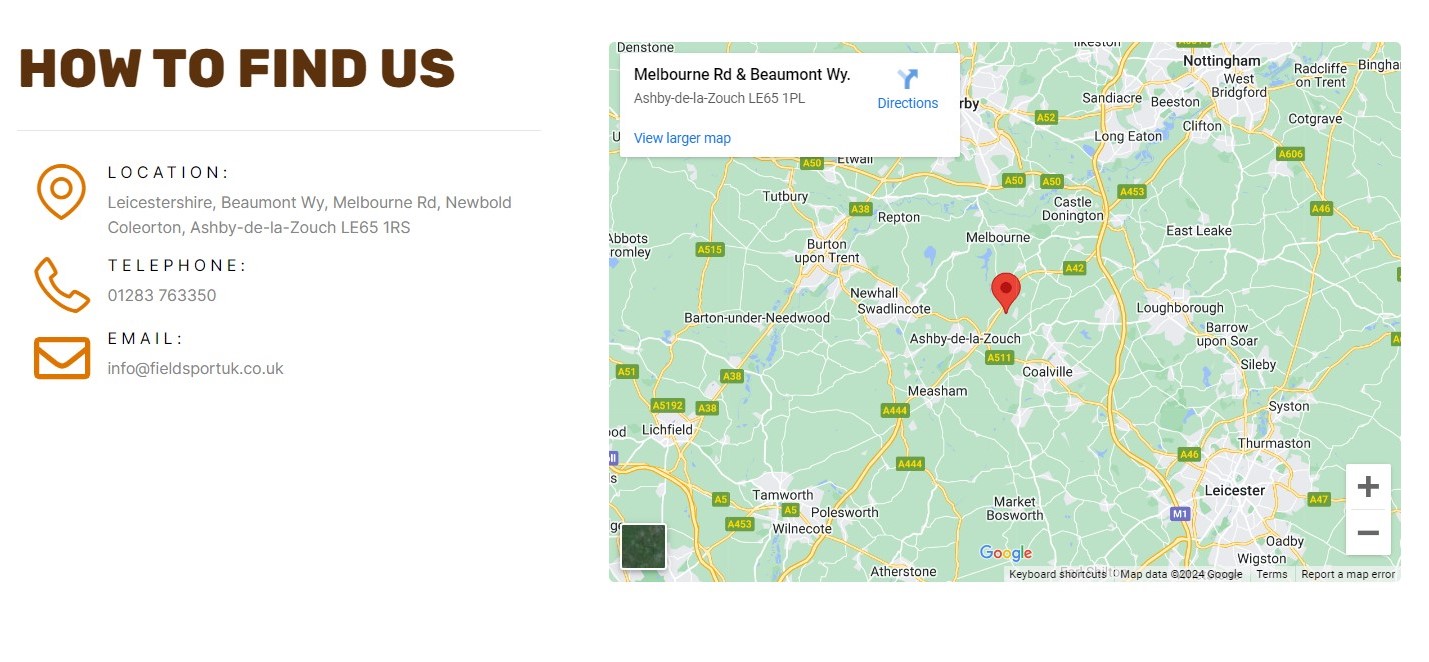 HOW TO FIND US
LOCATION:
Leicestershire, Beaumont Wy, Melbourne Rd, Newbold
Coleorton, Ashby-de-la-Zouch LE65 1RS
TELEPHONE:
01283 763350
EMAIL:
info@fieldsportuk.co.uk
Melbourne Rd & Beaumont Wy.
Ashby-de-la-Zouch LE65 1PL
Directions
View larger map
Denstone
Nottingham
Radcliffe
on Trent
West
Bridgford
Sandiacre
Beeston
rby
A52
Cotgrave
Clifton
Long Eaton
A606
Etwall
A50
A50
A50
A453
Tutbury
Castle
Donington
A46
A38
Repton
East Leake
Melbourne
Abbots
romley
A515
Burton
upon Trent
A42
Newhall
Swadlincote
Loughborough
Barton-under-Needwood
Barrow
upon Soar
Ashby-de-la-Zouch
A511
Coalville
Sileby
A51
A38
Measham
A5192
A38
A444
Syston
Lichfield
Thurmaston
A46
A444
Leicester
Tamworth
A5
A5
Market
Bosworth
A47
Polesworth
M1
A453
Wilnecote
Oadby
Wigston
Atherstone
Google
Keyboard shortcuts
Map data ©2024 Google
Terms
Report a map error